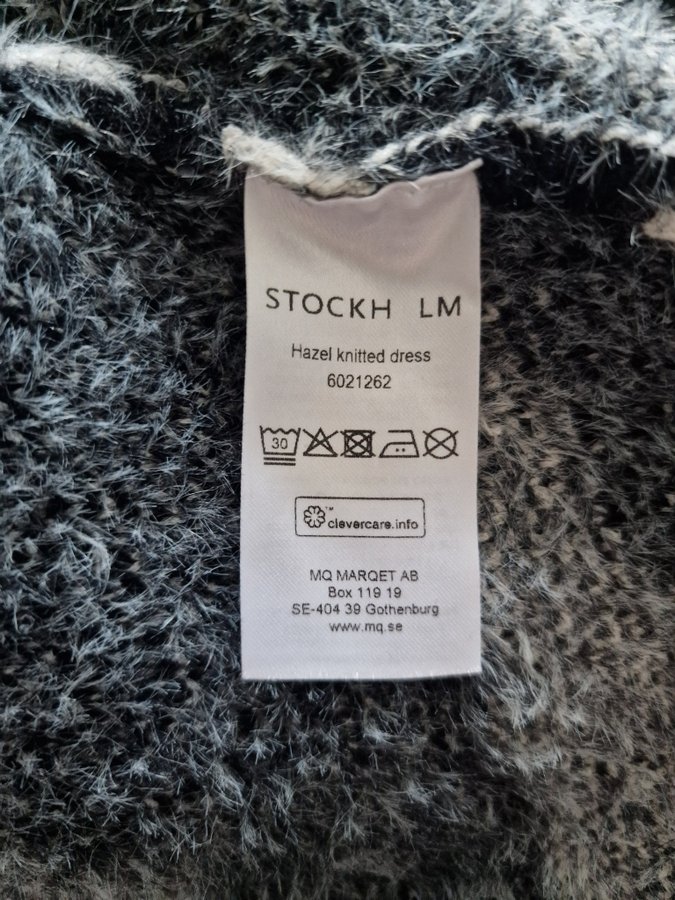 STOCKH LM
Hazel knitted dress
6021262
30
™
clevercare.info
MQ MARQET AB
Box 119 19
SE-404 39 Gothenburg
www.mq.se